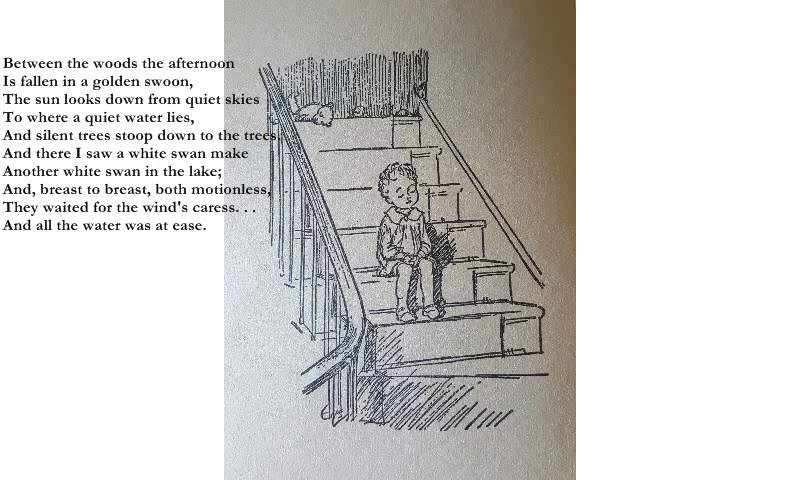 Between the woods the afternoon
Is fallen in a golden swoon,
The sun looks down from quiet skies
To where a quiet water lies,
And silent trees stoop down to the trees.
And there I saw a white swan make
Another white swan in the lake;
And, breast to breast, both motionless,
They waited for the wind's caress. . .
And all the water was at ease.